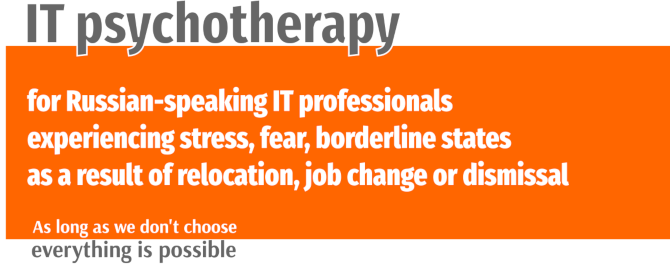 IT psychotherapy
for Russian-speaking IT professionals
experiencing stress, fear, borderline states
as a result of relocation, job change or dismissal
As long as we don't choose
everything is possible